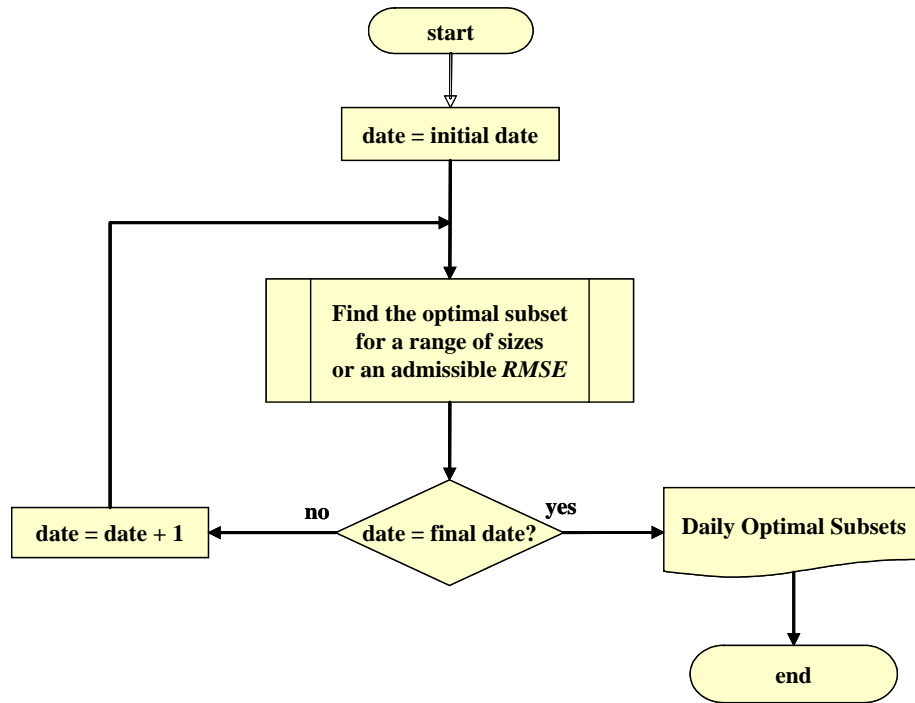 start
date = initial date
Find the optimal subset
for a range of sizes
or an admissible RMSE
no
yes
date = date + 1
date = final date?
Daily Optimal Subsets
end